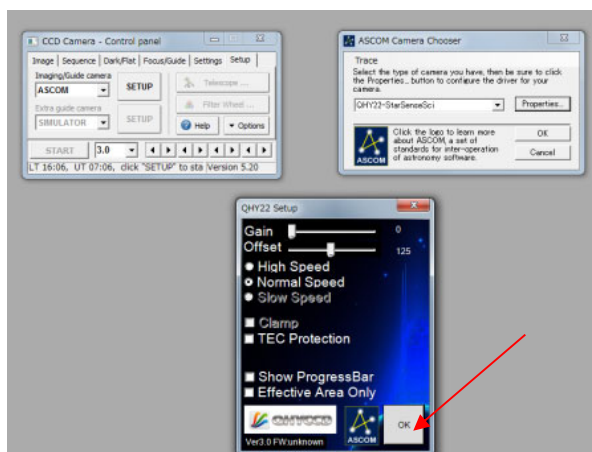 CCD Camera - Control panel
Image Sequence Dark/Flat Focus/Guide Settings Setup
Imaging/Guide camera
ASCOM
SETUP
Telescope ...
Extra guide camera
Filter Wheel ...
SIMULATOR
SETUP
Help
Options
START
3.0
LT 16:06, UT 07:06, click "SETUP" to sta Version 5.20
ASCOM Camera Chooser
Trace
Select the type of camera you have, then be sure to click
the Properties... button to configure the driver for your
camera.
QHY22-StarSenseSci
Properties...
Click the logo to learn more
about ASCOM, a set of
standards for inter-operation
of astronomy software.
ASCOM
OK
Cancel
QHY22 Setup
Gain 0
Offset 125
High Speed
Normal Speed
Slow Speed
Clamp
TEC Protection
Show ProgressBar
Effective Area Only
QHYCCD
Ver3.0 FW:unknown
ASCOM
OK